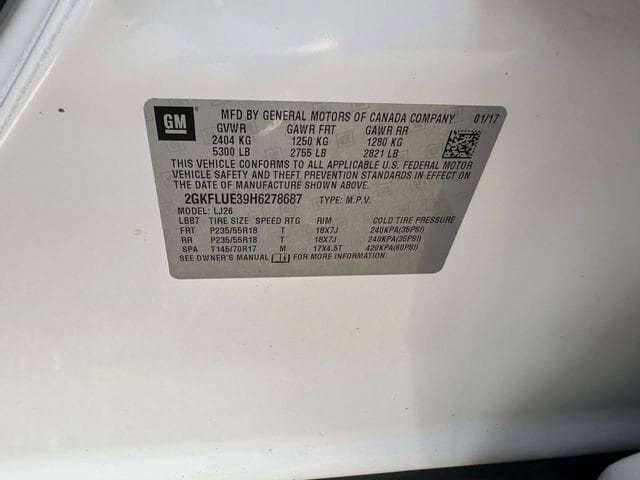 GM
MFD BY GENERAL MOTORS OF CANADA COMPANY 01/17
GVWR GAWR FRT GAWR RR
2404 KG 1250 KG 1280 KG
5300 LB 2755 LB 2821 LB
THIS VEHICLE CONFORMS TO ALL APPLICABLE U.S. FEDERAL MOTOR
VEHICLE SAFETY AND THEFT PREVENTION STANDARDS IN EFFECT ON
THE DATE OF MANUFACTURE SHOWN ABOVE.
2GKFLUE39H6278687 TYPE: M.P.V.
MODEL: LJ26
LBB7 TIRE SIZE SPEED RTG RIM COLD TIRE PRESSURE
FRT P235/55R18 T 18X7J 240KPA(35PSI)
RR P235/55R18 T 18X7J 240KPA(35PSI)
SPA T145/70R17 M 17X4.5T 420KPA(60PSI)
SEE OWNER'S MANUAL FOR MORE INFORMATION